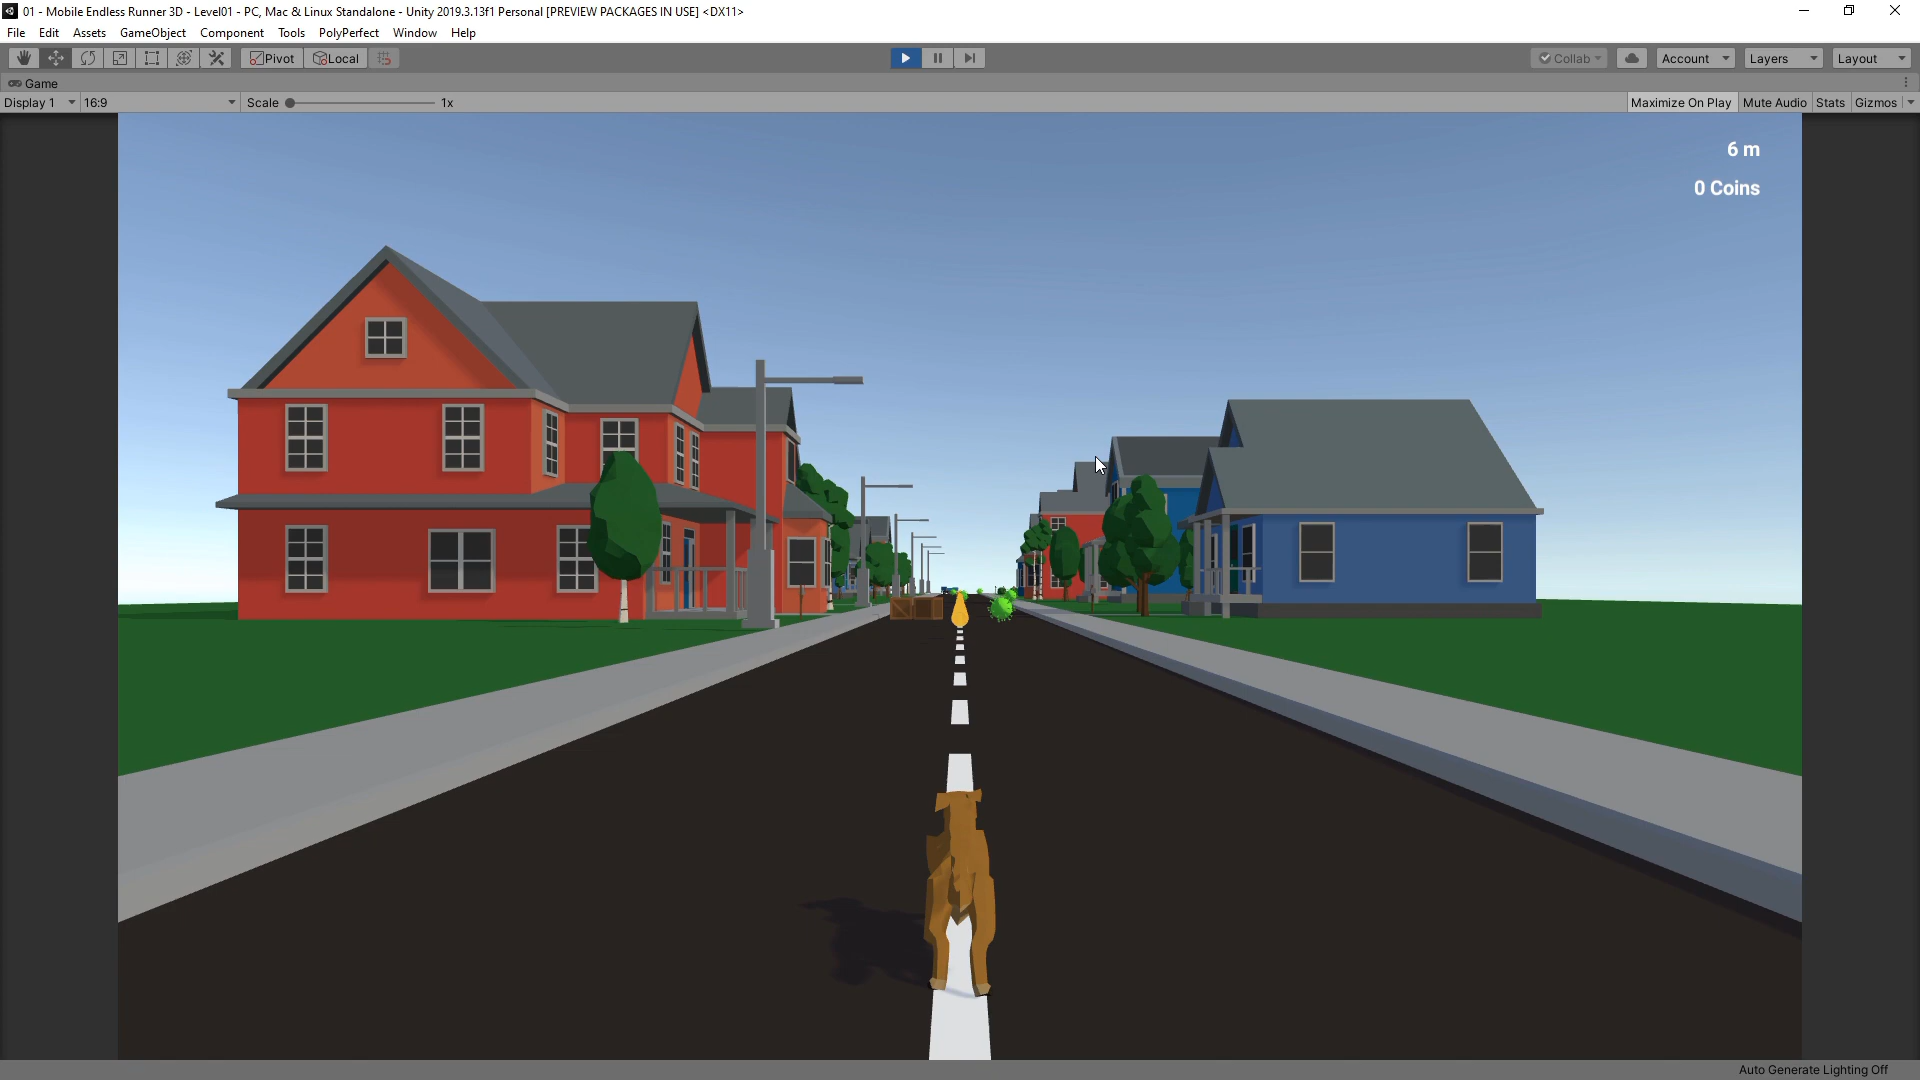 01 - Mobile Endless Runner 3D - Level01 - PC, Mac & Linux Standalone - Unity 2019.3.13f1 Personal [PREVIEW PACKAGES IN USE] <DX11>
File Edit Assets GameObject Component Tools PolyPerfect Window Help
Pivot Local Collab Account Layers Layout
Game
Display 1 16:9 Scale 1x Maximize On Play Mute Audio Stats Gizmos
6 m
0 Coins
Auto Generate Lighting Off